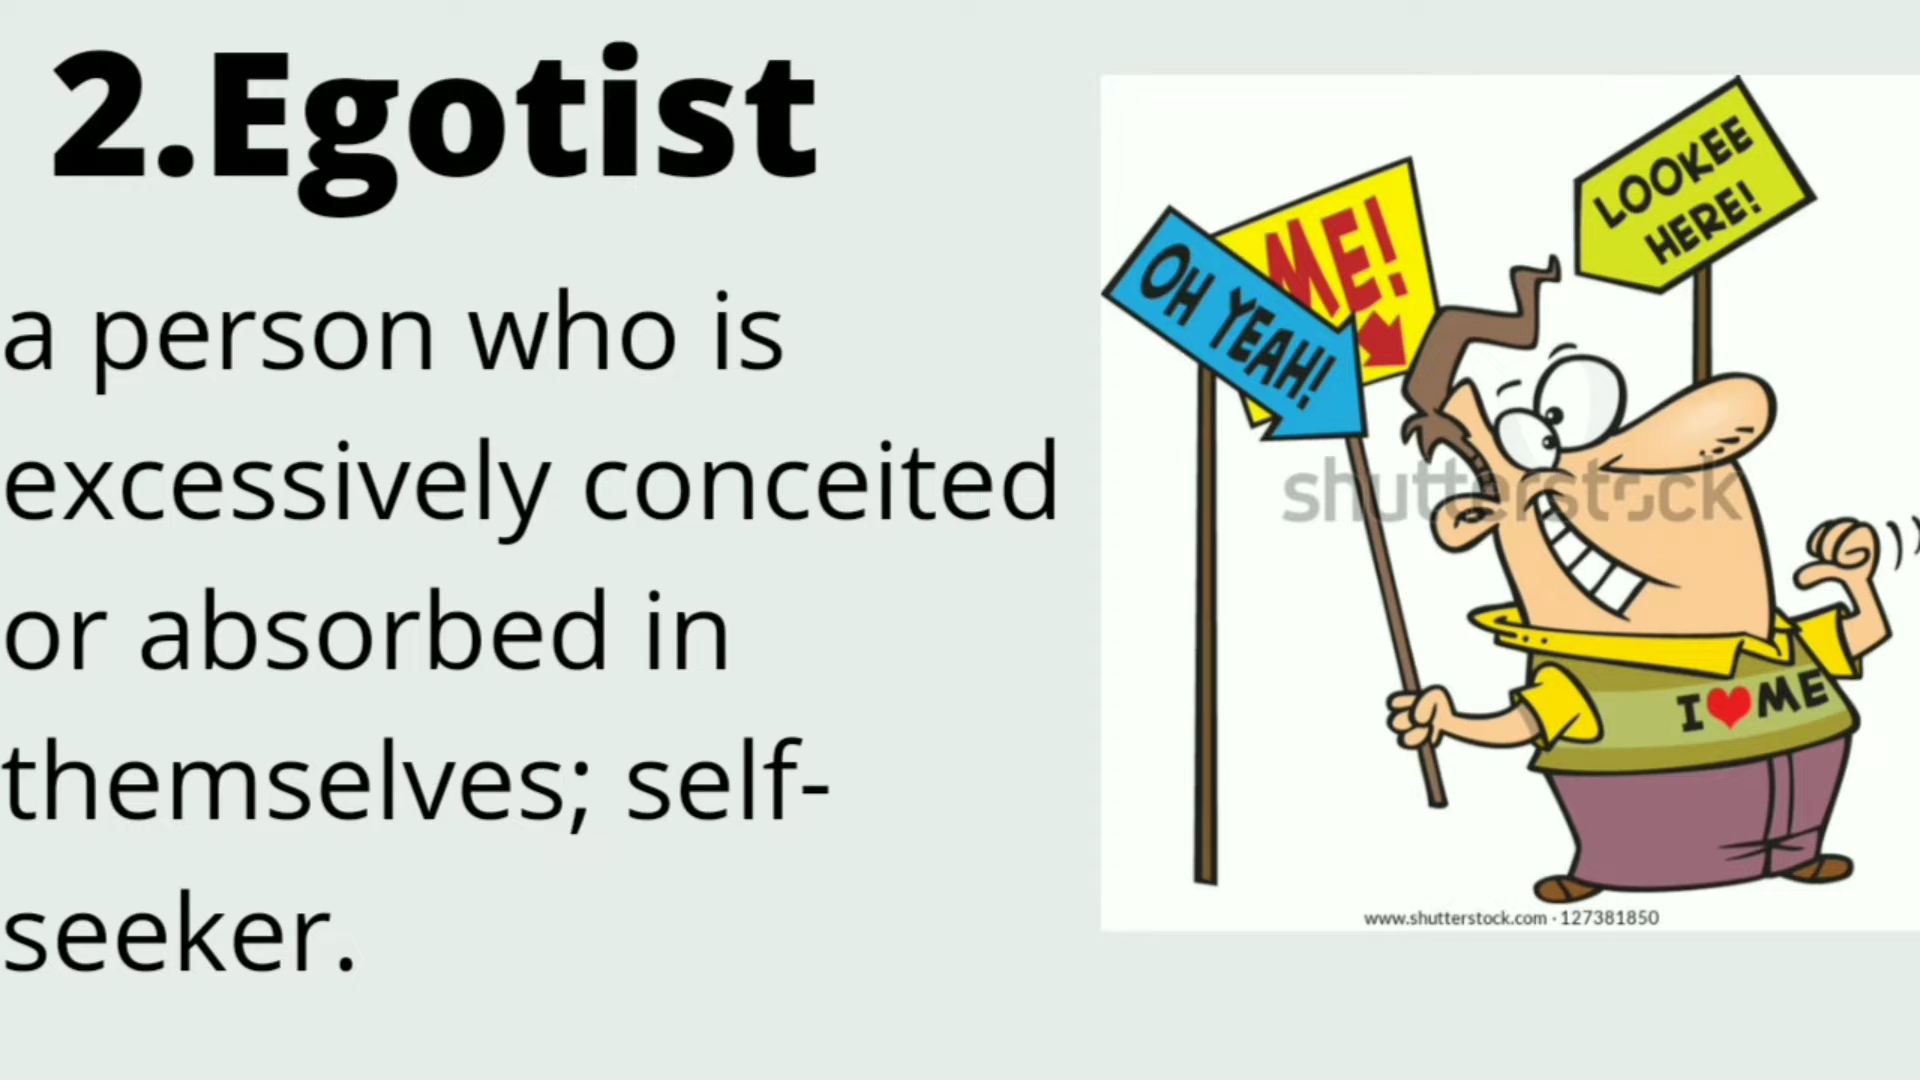 2.Egotist
a person who is
excessively conceited
or absorbed in
themselves; self-
seeker.
OH YEAH!
ME!
LOOKEE
HERE!
shutterstock
I ❤ ME
www.shutterstock.com · 127381850